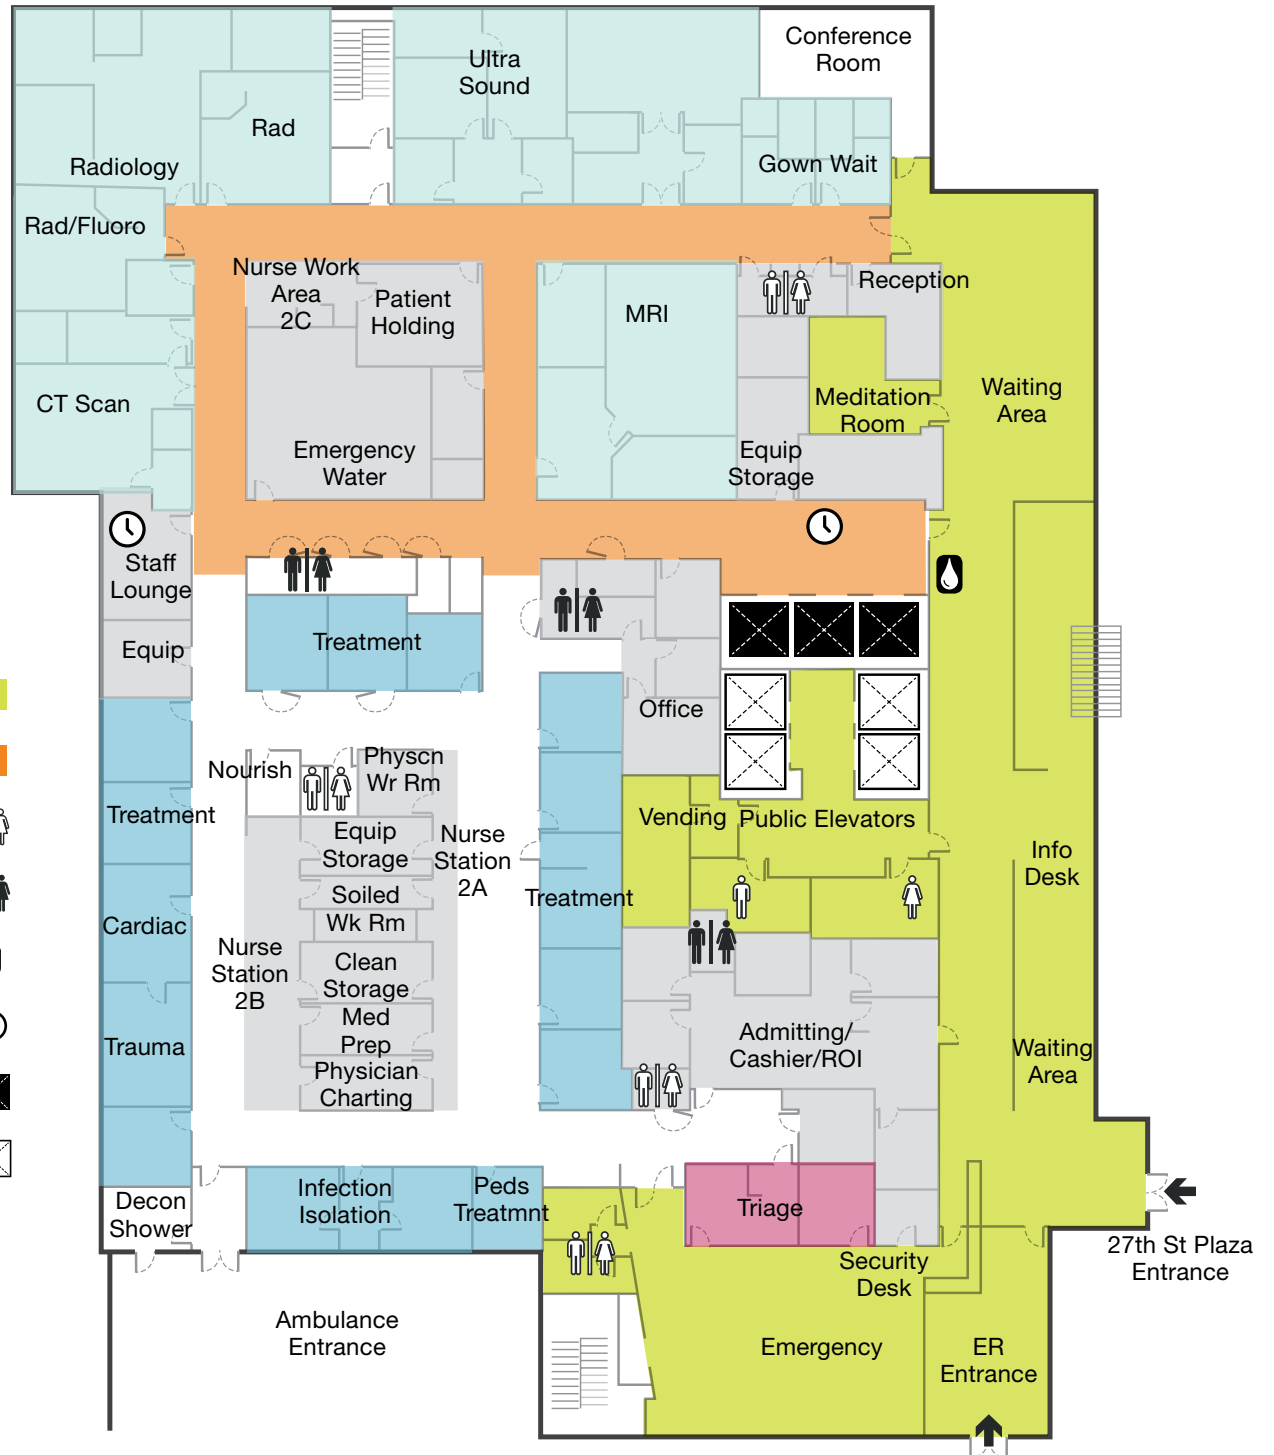 Conference
Room
Ultra
Sound
Rad
Radiology
Gown Wait
Rad/Fluoro
Nurse Work
Area
2C
Patient
Holding
Reception
MRI
Meditation
Room
Waiting
Area
CT Scan
Emergency
Water
Equip
Storage
Staff
Lounge
Equip
Treatment
Office
Nourish
Physcn
Wr Rm
Treatment
Equip
Storage
Nurse
Station
2A
Vending
Public Elevators
Info
Desk
Soiled
Wk Rm
Treatment
Cardiac
Nurse
Station
2B
Clean
Storage
Med
Prep
Trauma
Admitting/
Cashier/ROI
Waiting
Area
Physician
Charting
Decon
Shower
Infection
Isolation
Peds
Treatmnt
Triage
Security
Desk
27th St Plaza
Entrance
Ambulance
Entrance
Emergency
ER
Entrance